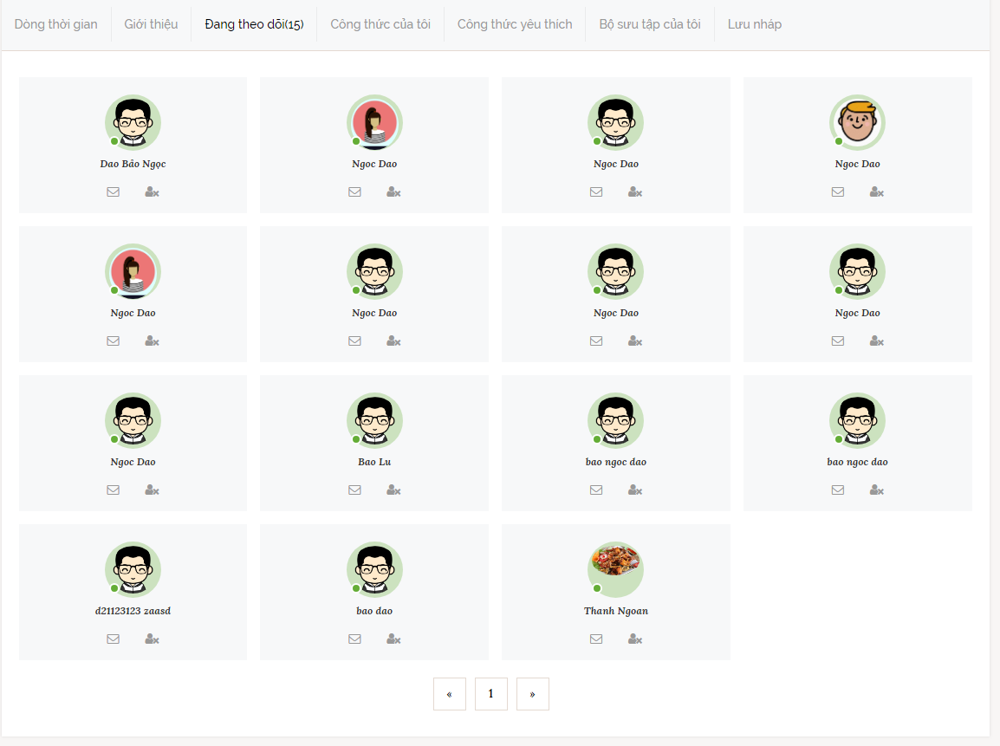 Dòng thời gian Giới thiệu Đang theo dõi(15) Công thức của tôi Công thức yêu thích Bộ sưu tập của tôi Lưu nháp
Dao Bảo Ngọc Ngoc Dao Ngoc Dao Ngoc Dao
Ngoc Dao Ngoc Dao Ngoc Dao Ngoc Dao
Ngoc Dao Bao Lu bao ngoc dao bao ngoc dao
d21123123 zaasd bao dao Thanh Ngoan
« 1 »